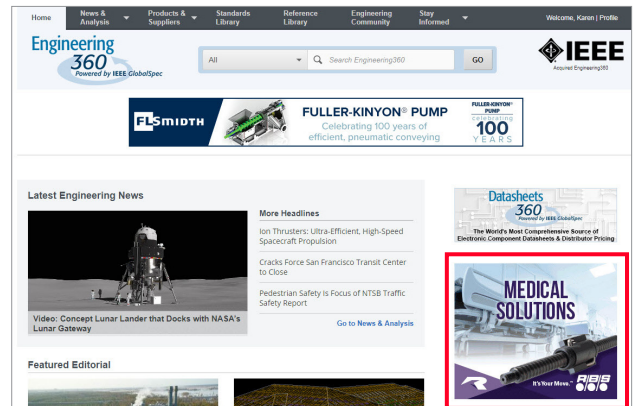 Home
News &
Analysis
Products &
Suppliers
Standards
Library
Reference
Library
Engineering
Community
Stay
Informed
Welcome, Karen | Profile
Engineering
360
Powered by IEEE GlobalSpec
All
Search Engineering360
GO
IEEE
Acquired Engineering360
FLSMIDTH
FULLER-KINYON® PUMP
Celebrating 100 years of
efficient, pneumatic conveying
FULLER-KINYON®
PUMP
celebrating
100
YEARS
Latest Engineering News
Video: Concept Lunar Lander that Docks with NASA's
Lunar Gateway
More Headlines
Ion Thrusters: Ultra-Efficient, High-Speed
Spacecraft Propulsion
Cracks Force San Francisco Transit Center
to Close
Pedestrian Safety is Focus of NTSB Traffic
Safety Report
Go to News & Analysis
Datasheets
360
Powered by IEEE GlobalSpec
The World's Most Comprehensive Source of
Electronic Component Datasheets & Distributor Pricing
MEDICAL
SOLUTIONS
It's Your Move.™
Featured Editorial